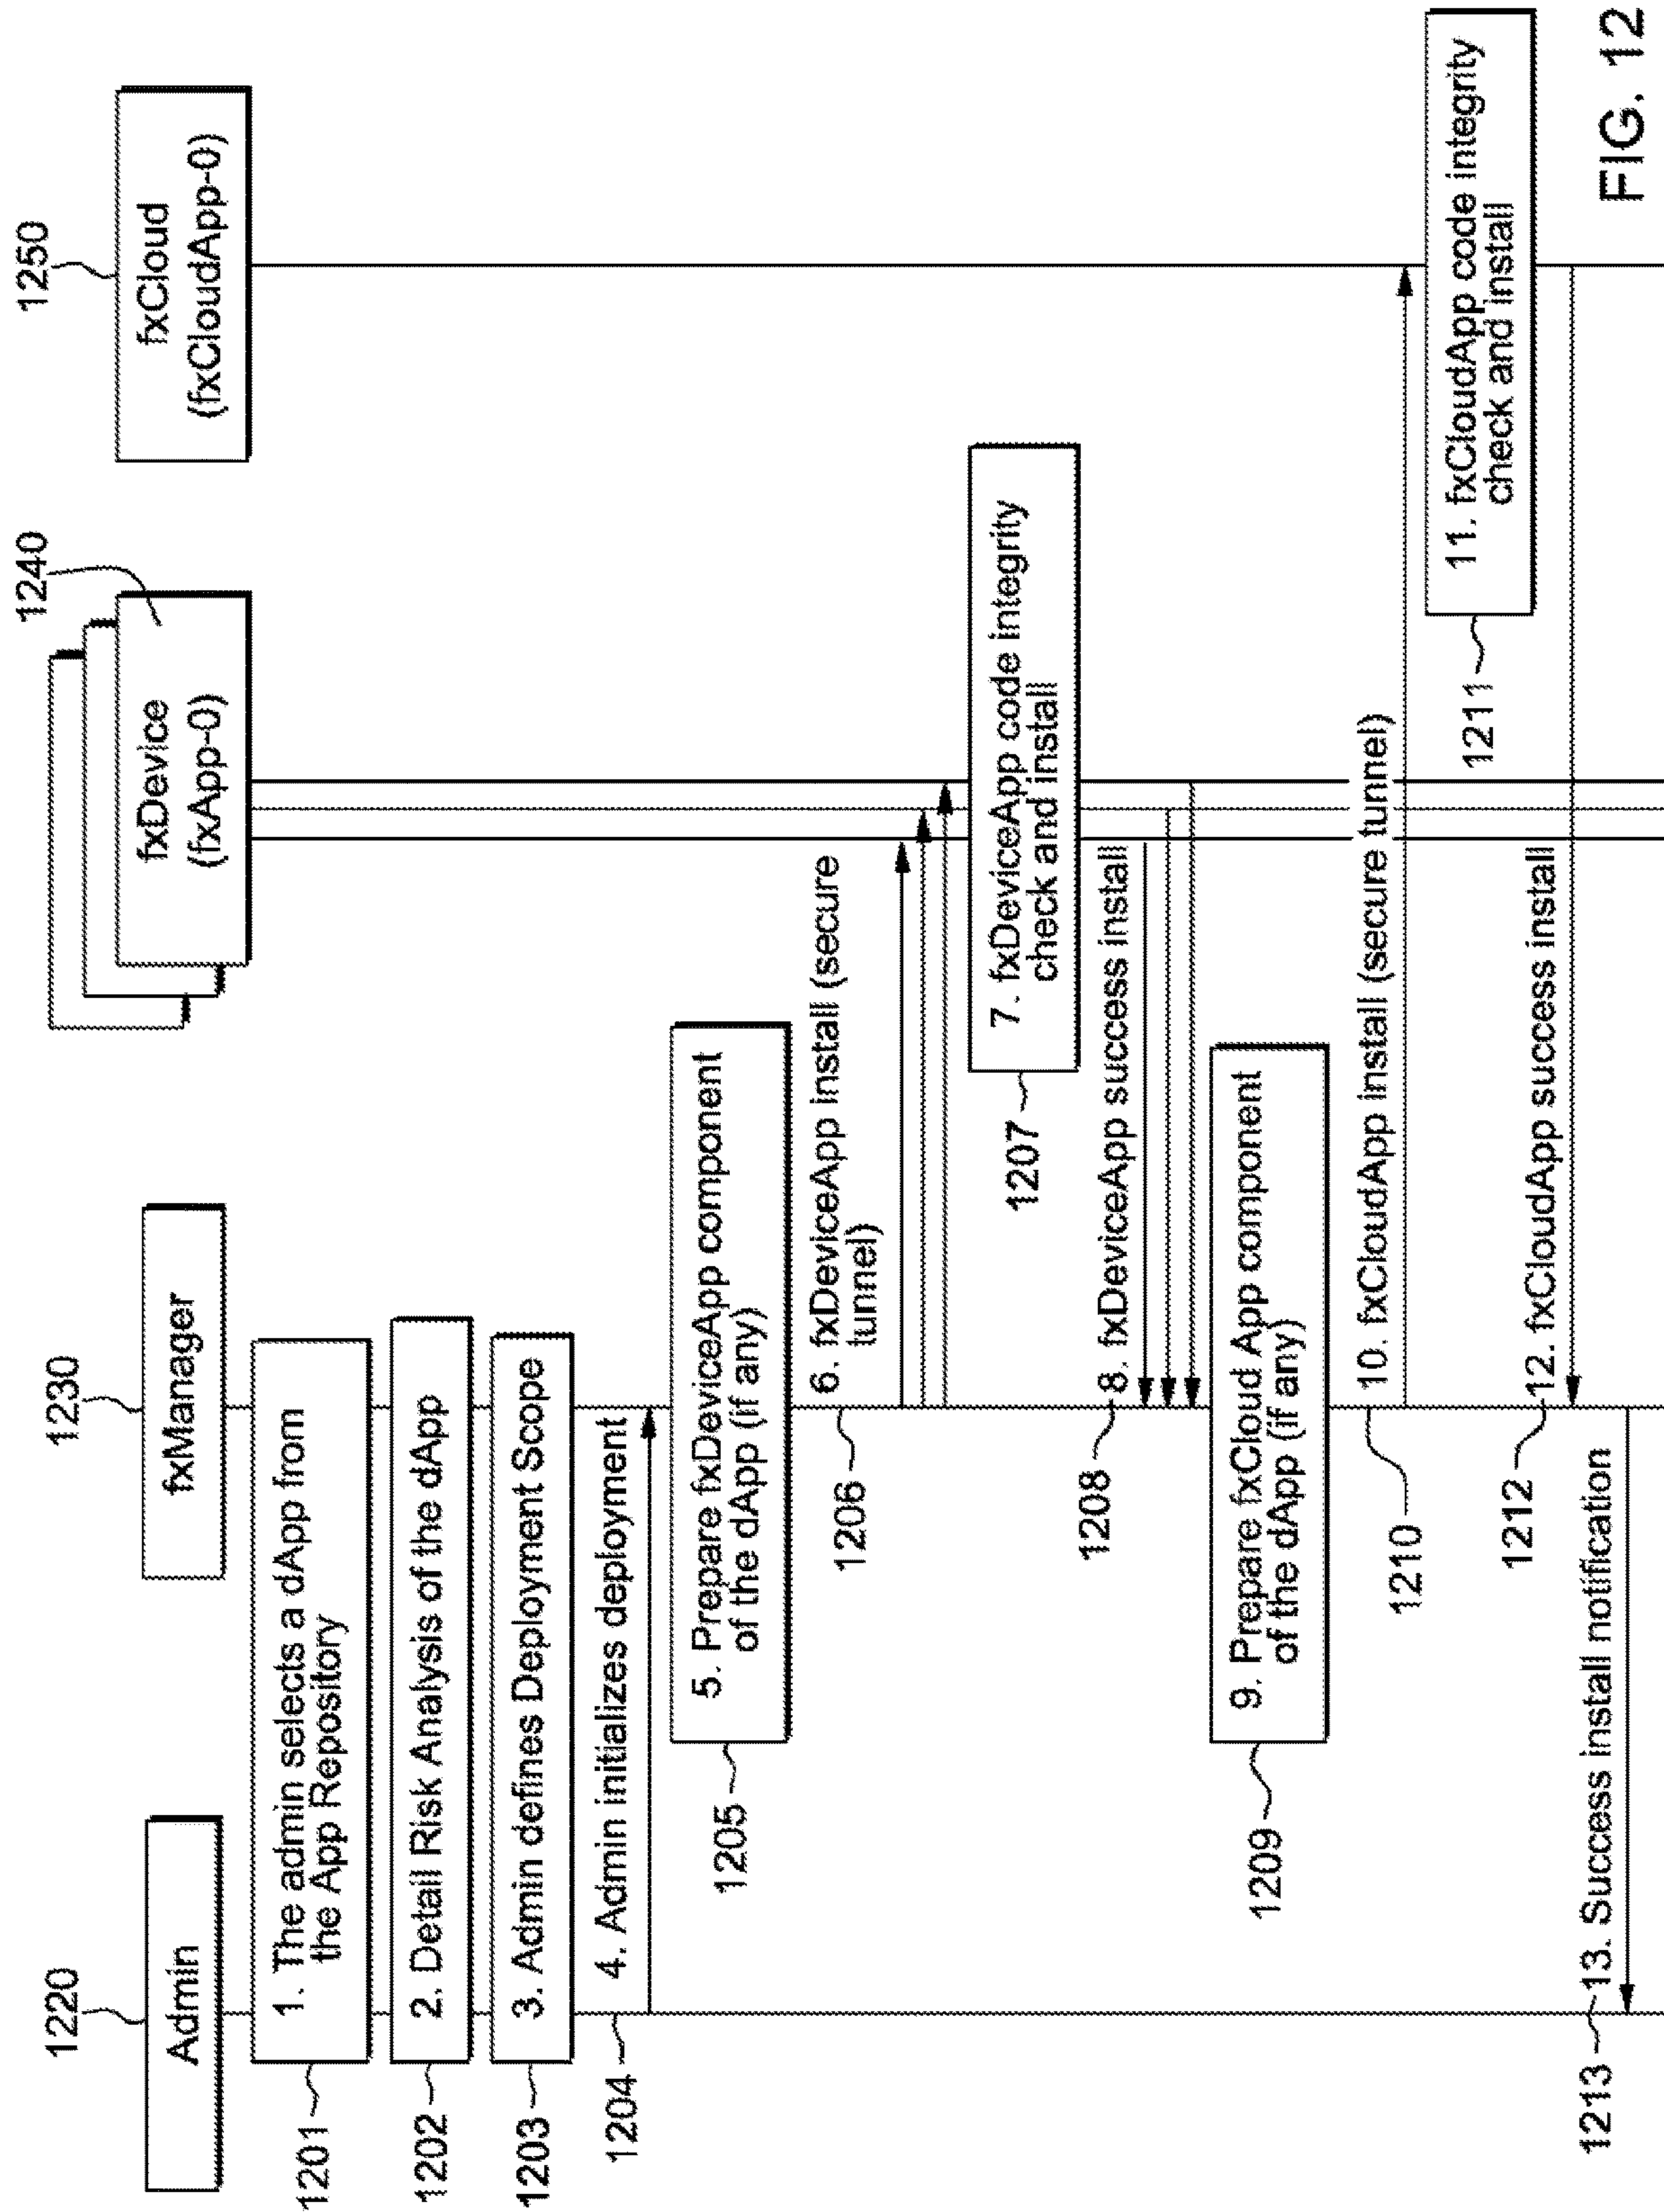 1220
Admin
1230
fxManager
1240
fxDevice
(fxApp-0)
1250
fxCloud
(fxCloudApp-0)
1201
1. The admin selects a dApp from
the App Repository
1202
2. Detail Risk Analysis of the dApp
1203
3. Admin defines Deployment Scope
1204
4. Admin initializes deployment
1205
5. Prepare fxDeviceApp component
of the dApp (if any)
1206
6. fxDeviceApp install (secure
tunnel)
1207
7. fxDeviceApp code integrity
check and install
1208
8. fxDeviceApp success install
1209
9. Prepare fxCloud App component
of the dApp (if any)
1210
10. fxCloudApp install (secure tunnel)
1211
11. fxCloudApp code integrity
check and install
1212
12. fxCloudApp success install
1213
13. Success install notification
FIG. 12